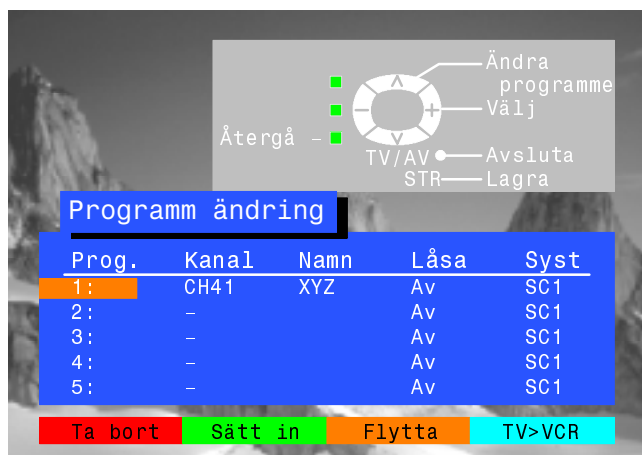 Ändra
programme
Välj
Återgå –
TV/AV Avsluta
STR Lagra
Programm ändring
Prog. Kanal Namn Låsa Syst
1: CH41 XYZ Av SC1
2: – Av SC1
3: – Av SC1
4: – Av SC1
5: – Av SC1
Ta bort Sätt in Flytta TV>VCR